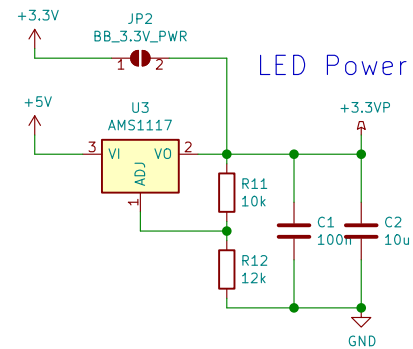 +3.3V
JP2
BB_3.3V_PWR
1 2
LED Power
+5V
U3
AMS1117
+3.3VP
3 VI VO 2
ADJ
1
R11
10k
C1
100n
C2
10u
R12
12k
GND